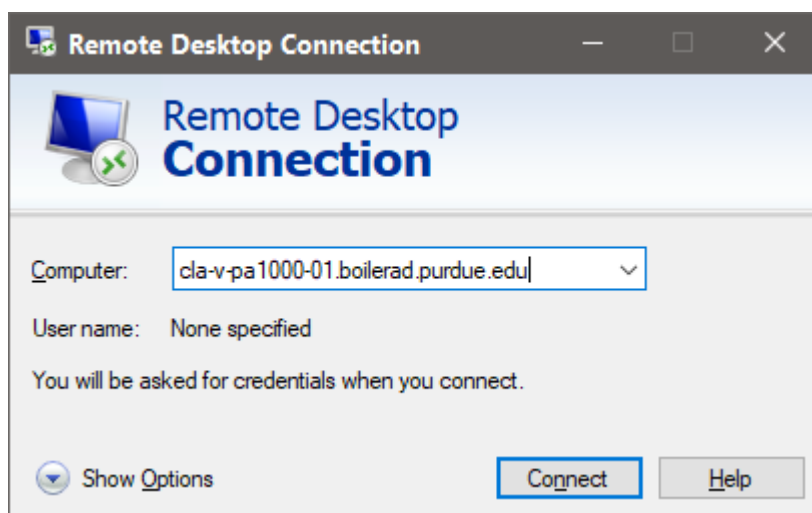 Remote Desktop Connection
Remote Desktop
Connection
Computer: cla-v-pa1000-01.boilerad.purdue.edu
User name: None specified
You will be asked for credentials when you connect.
Show Options Connect Help